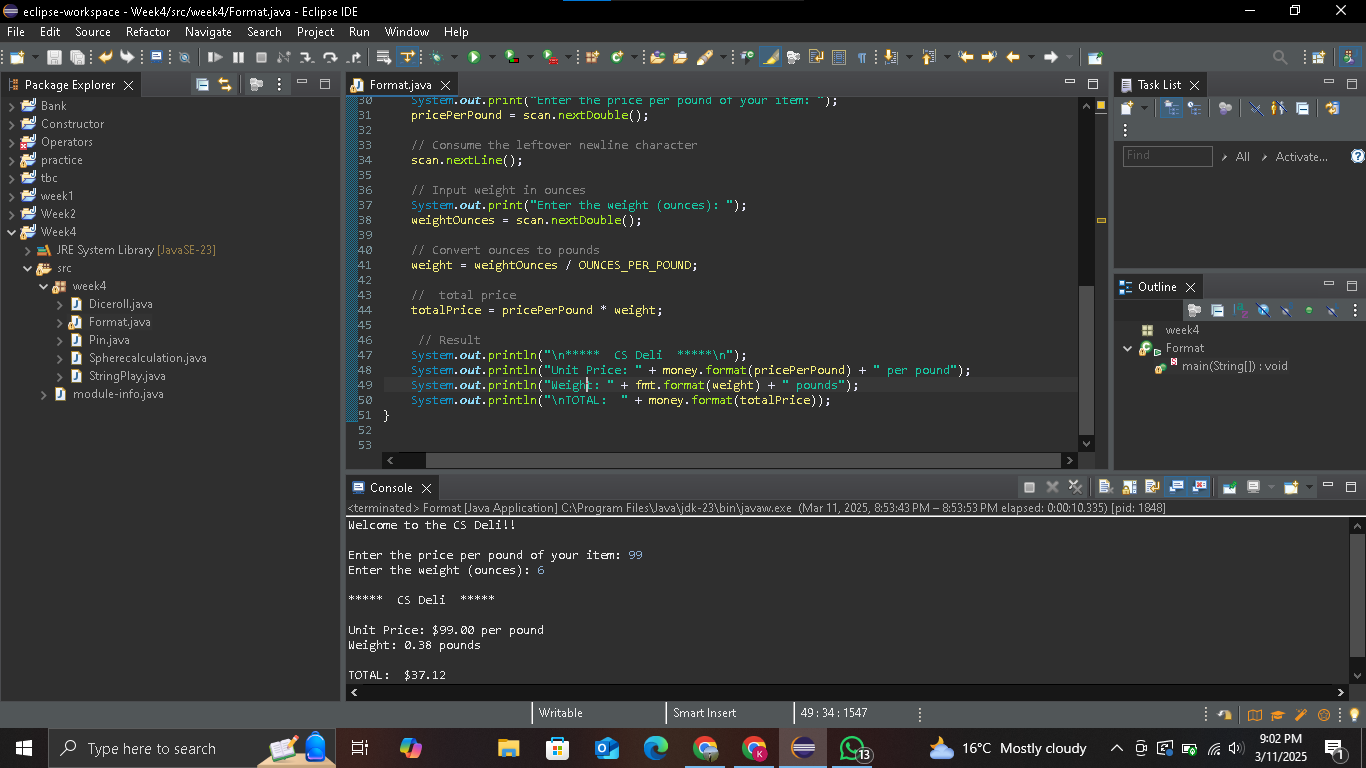 eclipse-workspace - Week4/src/week4/Format.java - Eclipse IDE
File Edit Source Refactor Navigate Search Project Run Window Help
Package Explorer
Bank
Constructor
Operators
practice
tbc
week1
Week2
Week4
JRE System Library [JavaSE-23]
src
week4
Diceroll.java
Format.java
Pin.java
Spherecalculation.java
StringPlay.java
module-info.java
Format.java
30 System.out.print("Enter the price per pound of your item: ");
31 pricePerPound = scan.nextDouble();
32
33 // Consume the leftover newline character
34 scan.nextLine();
35
36 // Input weight in ounces
37 System.out.print("Enter the weight (ounces): ");
38 weightOunces = scan.nextDouble();
39
40 // Convert ounces to pounds
41 weight = weightOunces / OUNCES_PER_POUND;
42
43 //  total price
44 totalPrice = pricePerPound * weight;
45
46 // Result
47 System.out.println("\n*****  CS Deli  *****\n");
48 System.out.println("Unit Price: " + money.format(pricePerPound) + " per pound");
49 System.out.println("Weight: " + fmt.format(weight) + " pounds");
50 System.out.println("\nTOTAL:  " + money.format(totalPrice));
51 }
52
53
Task List
Find
All
Activate...
Outline
week4
Format
main(String[]) : void
Console
<terminated> Format [Java Application] C:\Program Files\Java\jdk-23\bin\javaw.exe (Mar 11, 2025, 8:53:43 PM – 8:53:53 PM elapsed: 0:00:10.335) [pid: 1848]
Welcome to the CS Deli!!
Enter the price per pound of your item: 99
Enter the weight (ounces): 6
*****  CS Deli  *****
Unit Price: $99.00 per pound
Weight: 0.38 pounds
TOTAL:  $37.12
Writable
Smart Insert
49 : 34 : 1547
Type here to search
13
16°C Mostly cloudy
9:02 PM
3/11/2025
1